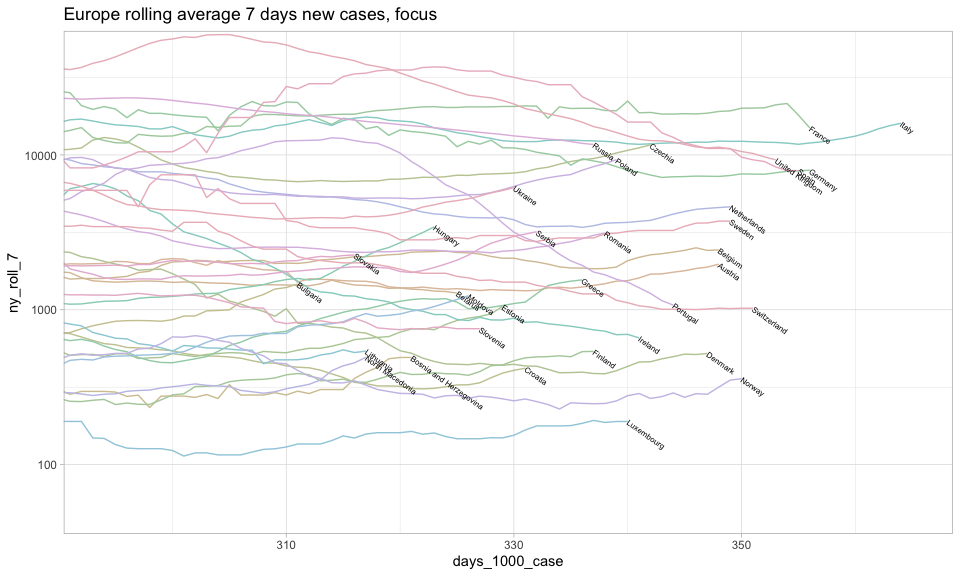 Europe rolling average 7 days new cases, focus
ny_roll_7
10000
1000
100
France
Italy
Russia
Poland
Czechia
United Kingdom
Spain
Germany
Ukraine
Netherlands
Sweden
Hungary
Serbia
Romania
Belgium
Austria
Slovakia
Bulgaria
Greece
Belarus
Moldova
Estonia
Portugal
Switzerland
Slovenia
Ireland
Lithuania
North Macedonia
Bosnia and Herzegovina
Finland
Denmark
Croatia
Norway
Luxembourg
310
330
350
days_1000_case